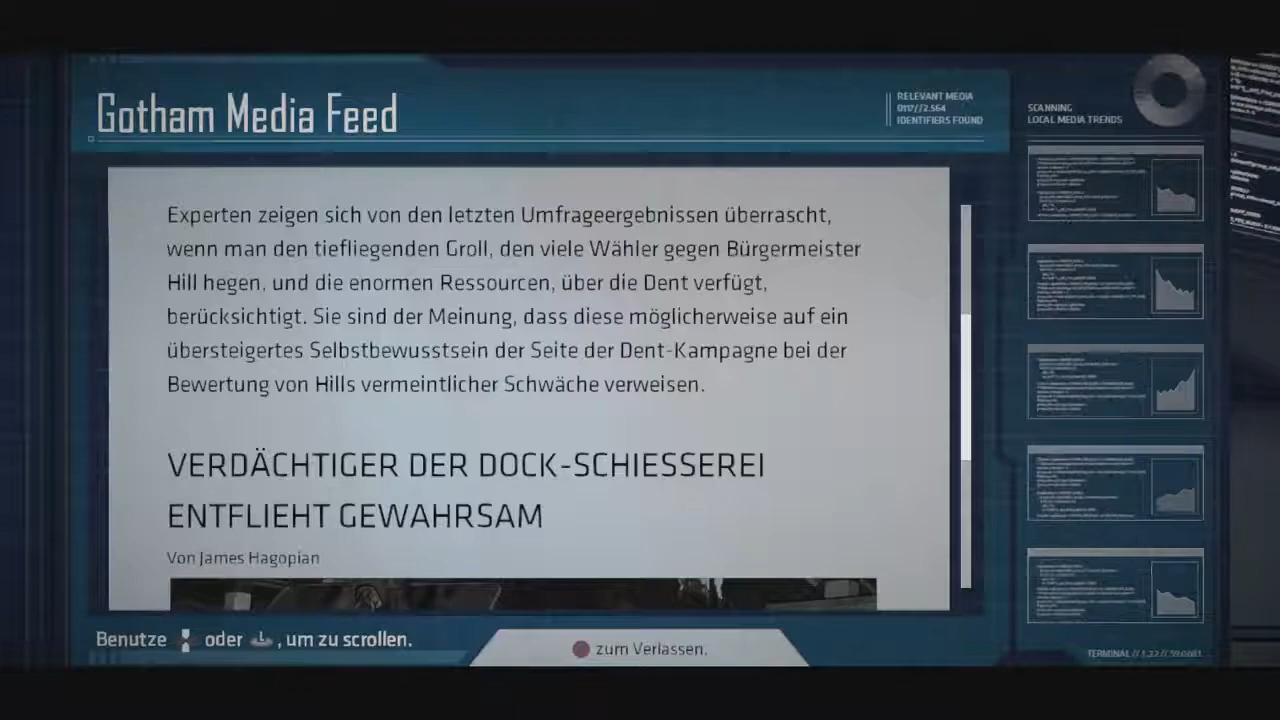 Gotham Media Feed
RELEVANT MEDIA
0117//2.564
IDENTIFIERS FOUND
SCANNING
LOCAL MEDIA TRENDS
Experten zeigen sich von den letzten Umfrageergebnissen überrascht,
wenn man den tiefliegenden Groll, den viele Wähler gegen Bürgermeister
Hill hegen, und die enormen Ressourcen, über die Dent verfügt,
berücksichtigt. Sie sind der Meinung, dass diese möglicherweise auf ein
übersteigertes Selbstbewusstsein der Seite der Dent-Kampagne bei der
Bewertung von Hills vermeintlicher Schwäche verweisen.
VERDÄCHTIGER DER DOCK-SCHIESSEREI
ENTFLIEHT GEWAHRSAM
Von James Hagopian
Benutze oder L, um zu scrollen.
zum Verlassen.
TERMINAL //